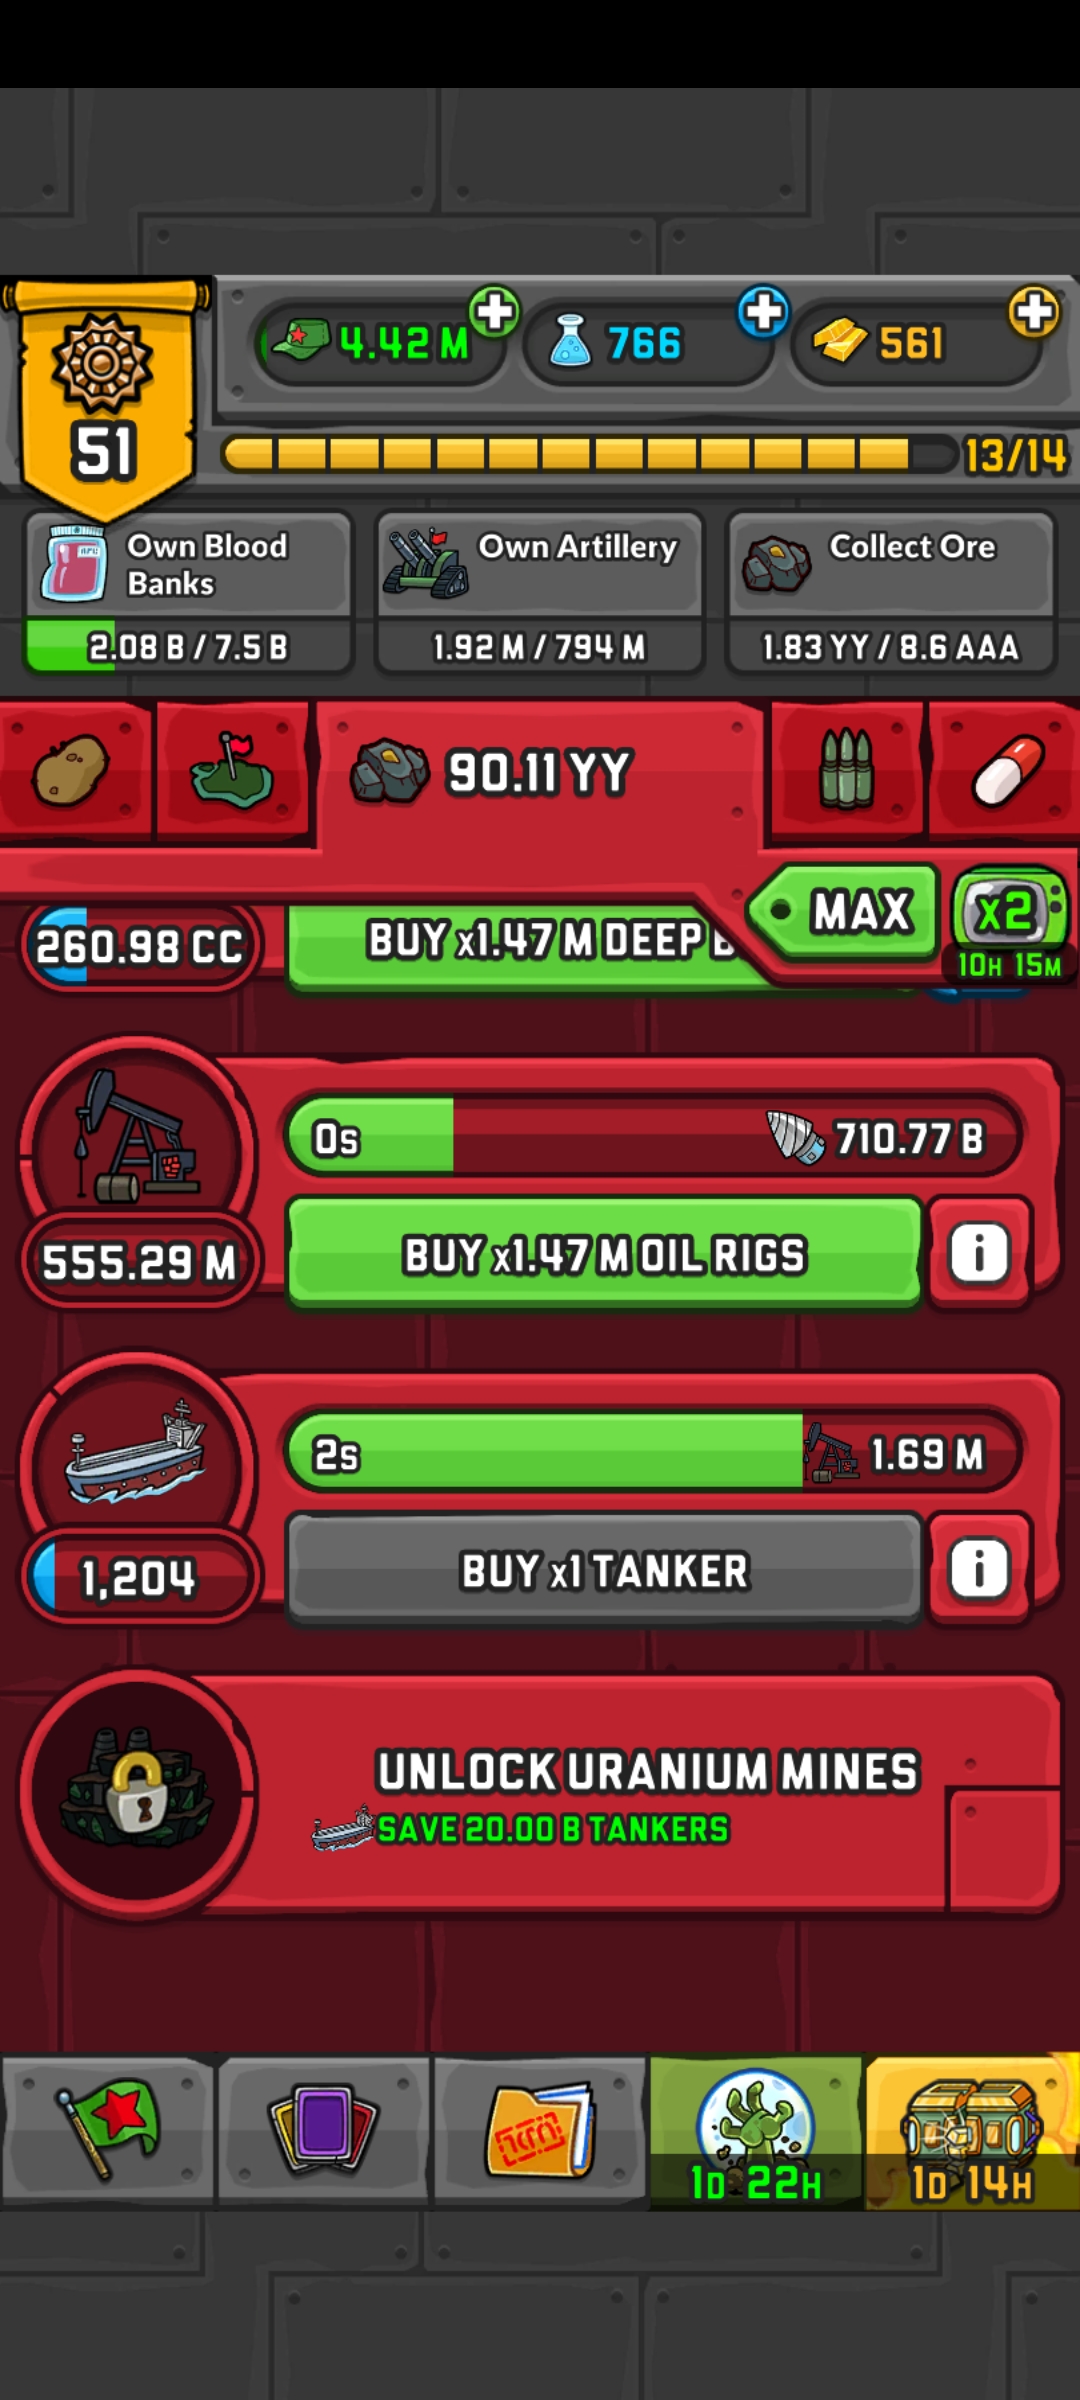 4.42 M
766
561
51
13/14
Own Blood
Banks
2.08 B / 7.5 B
Own Artillery
1.92 M / 794 M
Collect Ore
1.83 YY / 8.6 AAA
90.11 YY
MAX
x2
10H 15M
260.98 CC
BUY x1.47 M DEEP B
0s
710.77 B
555.29 M
BUY x1.47 M OIL RIGS
i
2s
1.69 M
1,204
BUY x1 TANKER
i
UNLOCK URANIUM MINES
SAVE 20.00 B TANKERS
1D 22H
1D 14H